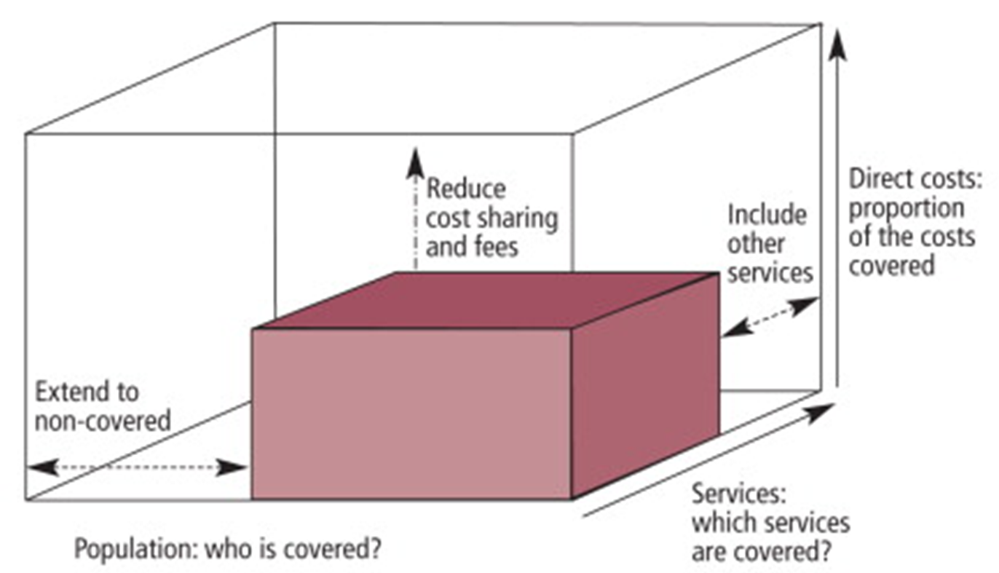 Reduce
cost sharing
and fees
Include
other
services
Direct costs:
proportion
of the costs
covered
Extend to
non-covered
Services:
which services
are covered?
Population: who is covered?